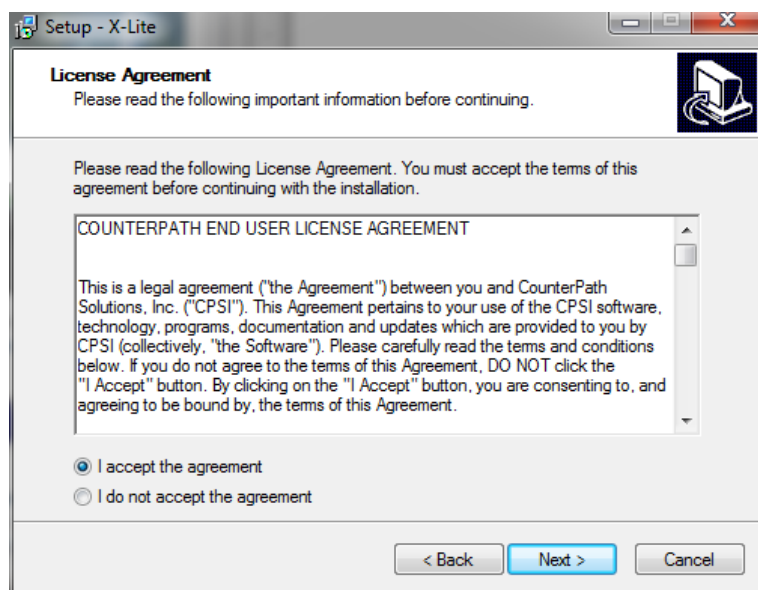 Setup - X-Lite
License Agreement
Please read the following important information before continuing.
Please read the following License Agreement. You must accept the terms of this
agreement before continuing with the installation.
COUNTERPATH END USER LICENSE AGREEMENT
This is a legal agreement ("the Agreement") between you and CounterPath
Solutions, Inc. ("CPSI"). This Agreement pertains to your use of the CPSI software,
technology, programs, documentation and updates which are provided to you by
CPSI (collectively, "the Software"). Please carefully read the terms and conditions
below. If you do not agree to the terms of this Agreement, DO NOT click the
"I Accept" button. By clicking on the "I Accept" button, you are consenting to, and
agreeing to be bound by, the terms of this Agreement.
I accept the agreement
I do not accept the agreement
< Back Next > Cancel